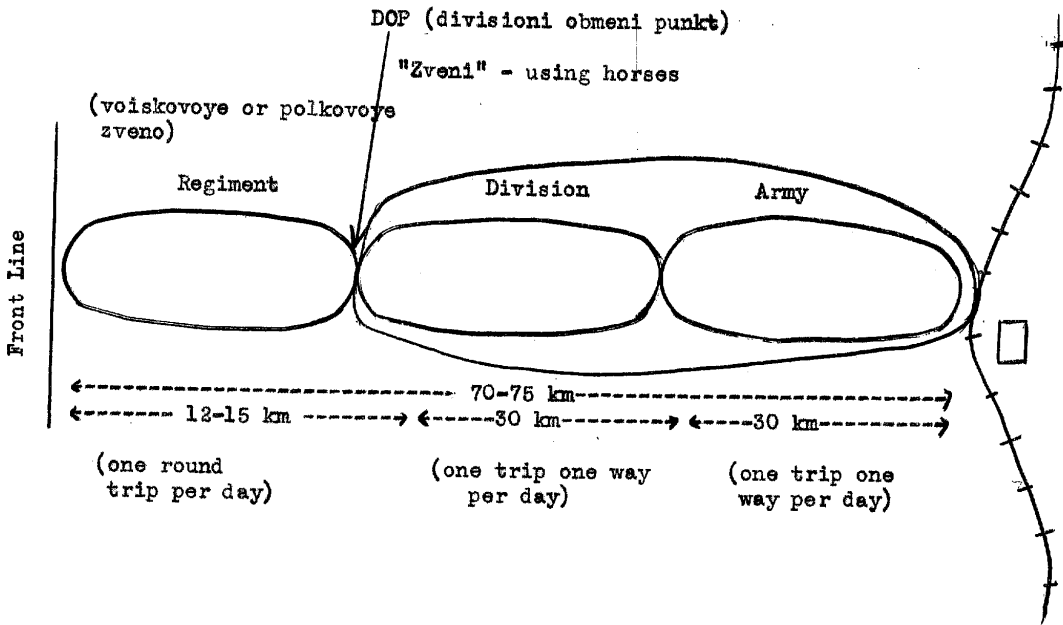 DOP (divisioni obmeni punkt)
"Zveni" - using horses
(voiskovoye or polkovoye
zveno)
Regiment
Division
Army
Front Line
70-75 km
12-15 km
30 km
30 km
(one round
trip per day)
(one trip one way
per day)
(one trip one
way per day)